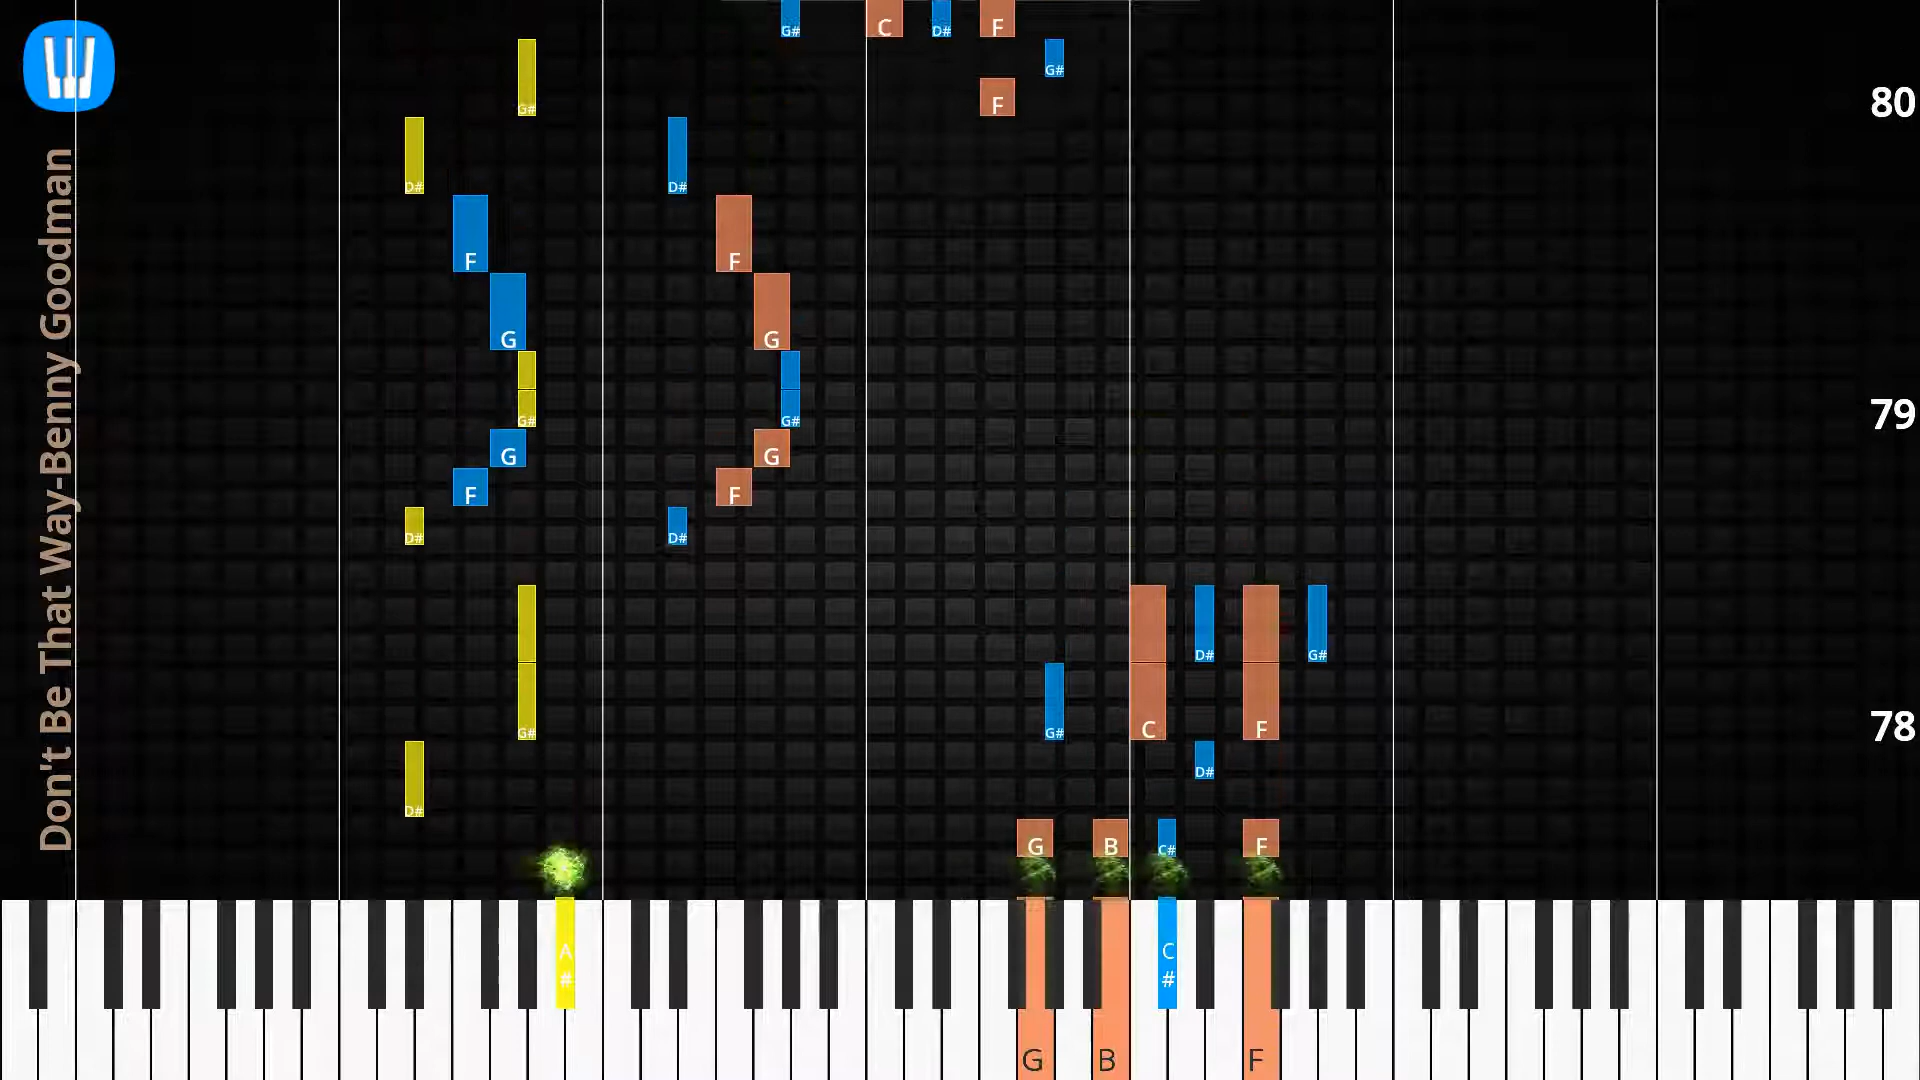 Don't Be That Way-Benny Goodman
G# C D# F
G#
G# F 80
D# D#
F F
G G
G# G# 79
G G
F F
D# D#
D# G#
G# G# C F 78
D#
D#
G B C# F
A# C#
G B F